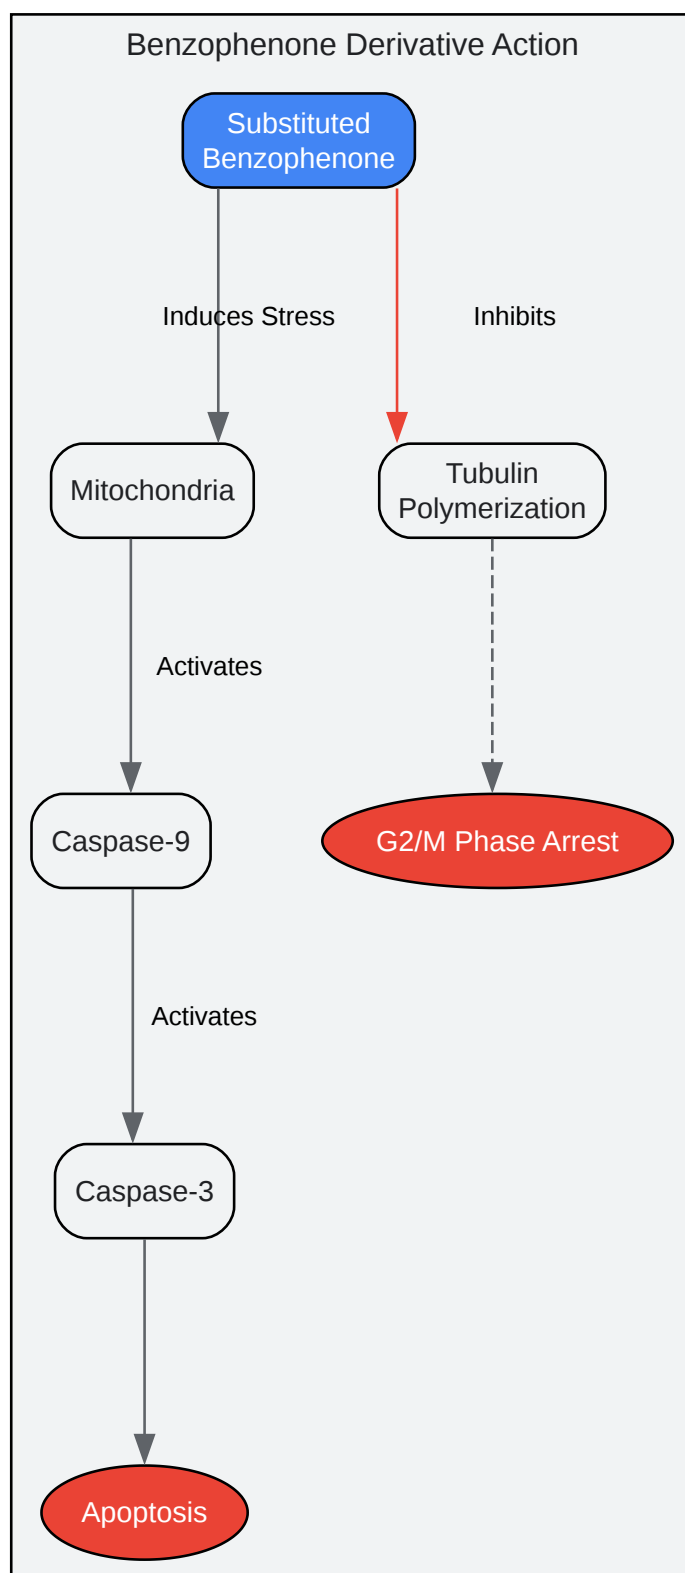 Benzophenone Derivative Action
Substituted
Benzophenone
Induces Stress
Inhibits
Mitochondria
Tubulin
Polymerization
Activates
Caspase-9
G2/M Phase Arrest
Activates
Caspase-3
Apoptosis